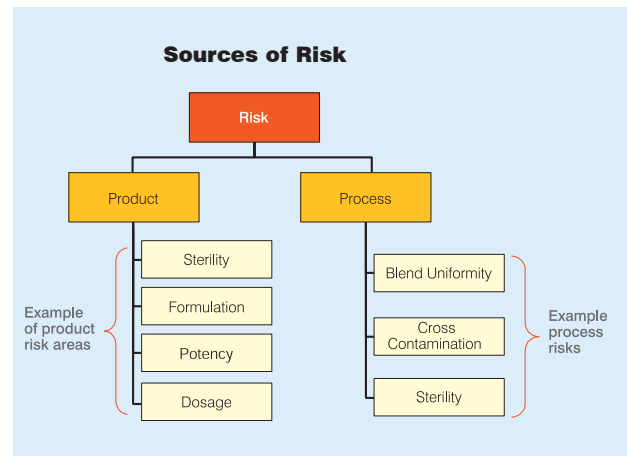 Sources of Risk
Risk
Product
Process
Sterility
Formulation
Potency
Dosage
Example
of product
risk areas
Blend Uniformity
Cross
Contamination
Sterility
Example
process
risks